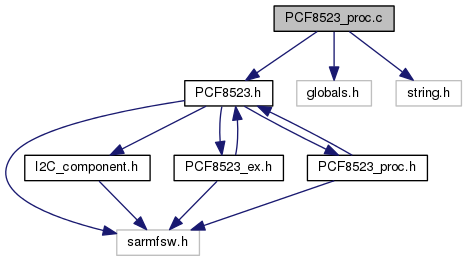 PCF8523_proc.c
PCF8523.h
globals.h
string.h
I2C_component.h
PCF8523_ex.h
PCF8523_proc.h
sarmfsw.h